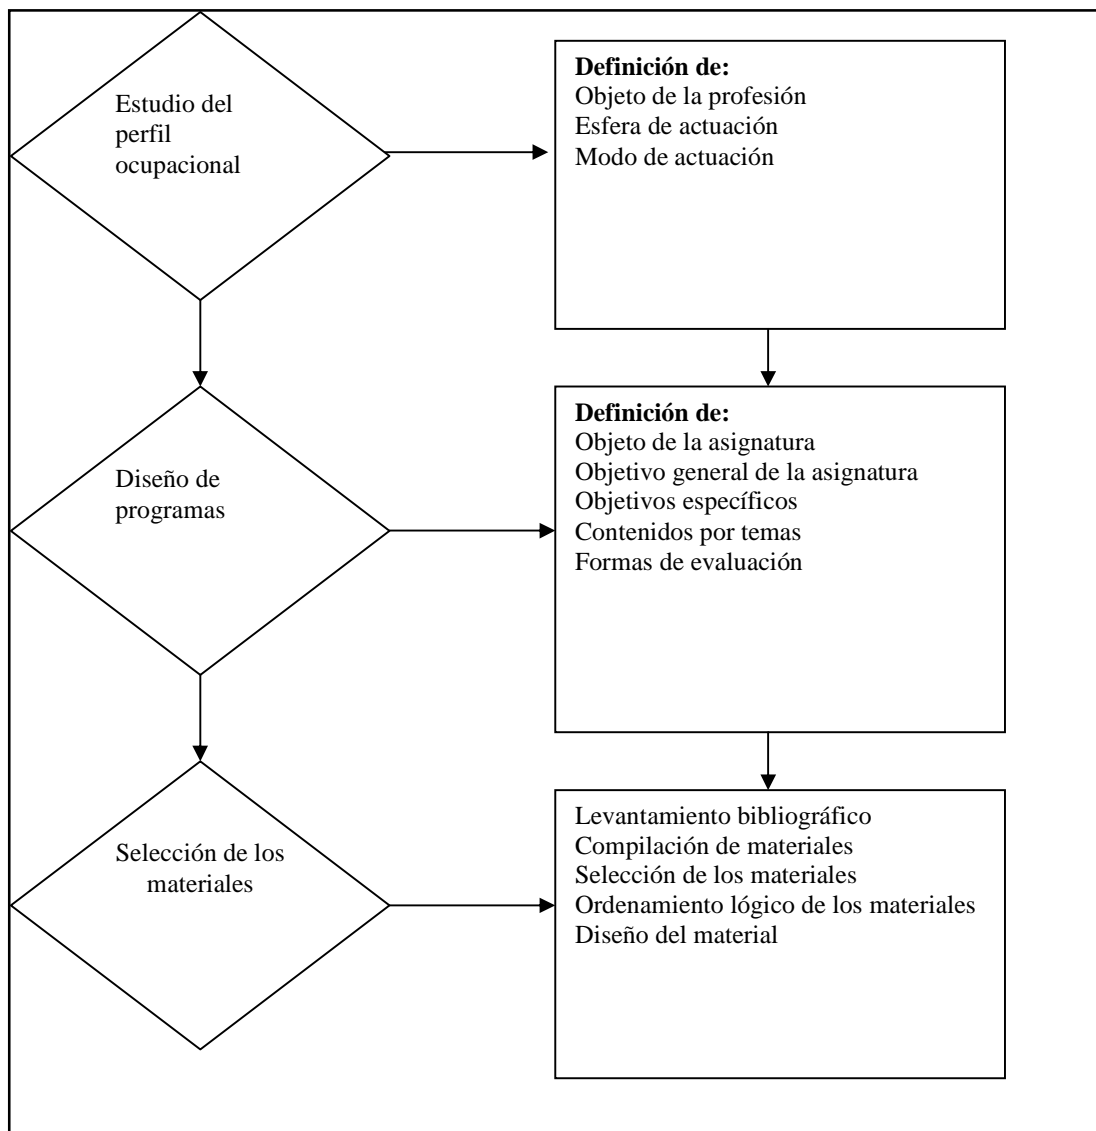 Estudio del
perfil
ocupacional
Definición de:
Objeto de la profesión
Esfera de actuación
Modo de actuación
Diseño de
programas
Definición de:
Objeto de la asignatura
Objetivo general de la asignatura
Objetivos específicos
Contenidos por temas
Formas de evaluación
Selección de los
materiales
Levantamiento bibliográfico
Compilación de materiales
Selección de los materiales
Ordenamiento lógico de los materiales
Diseño del material